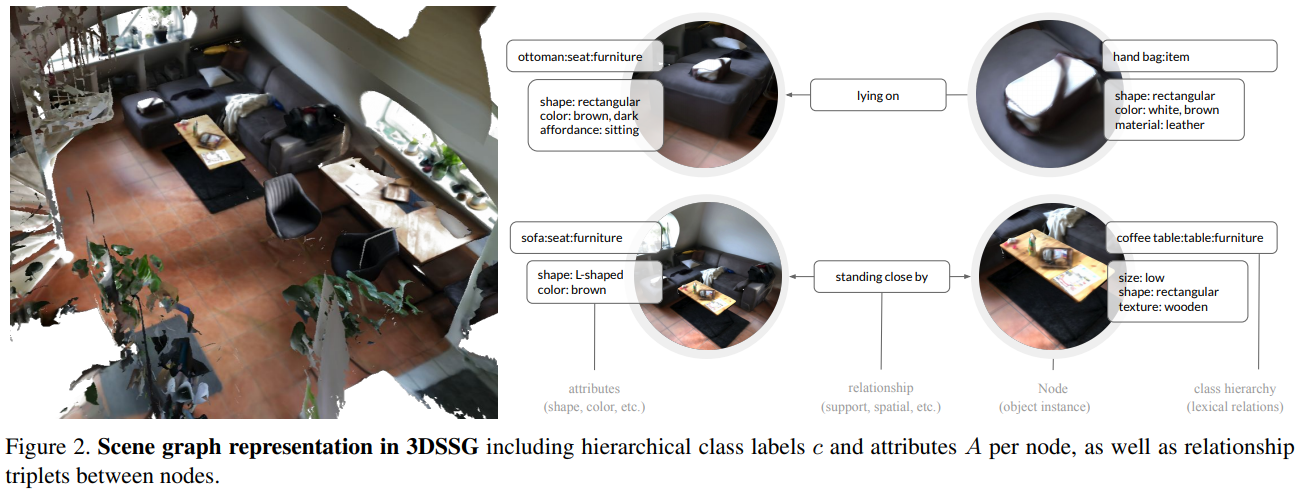 ottoman:seat:furniture
shape: rectangular
color: brown, dark
affordance: sitting
lying on
hand bag:item
shape: rectangular
color: white, brown
material: leather
sofa:seat:furniture
shape: L-shaped
color: brown
standing close by
coffee table:table:furniture
size: low
shape: rectangular
texture: wooden
attributes
(shape, color, etc.)
relationship
(support, spatial, etc.)
Node
(object instance)
class hierarchy
(lexical relations)
Figure 2. Scene graph representation in 3DSSG including hierarchical class labels c and attributes A per node, as well as relationship
triplets between nodes.